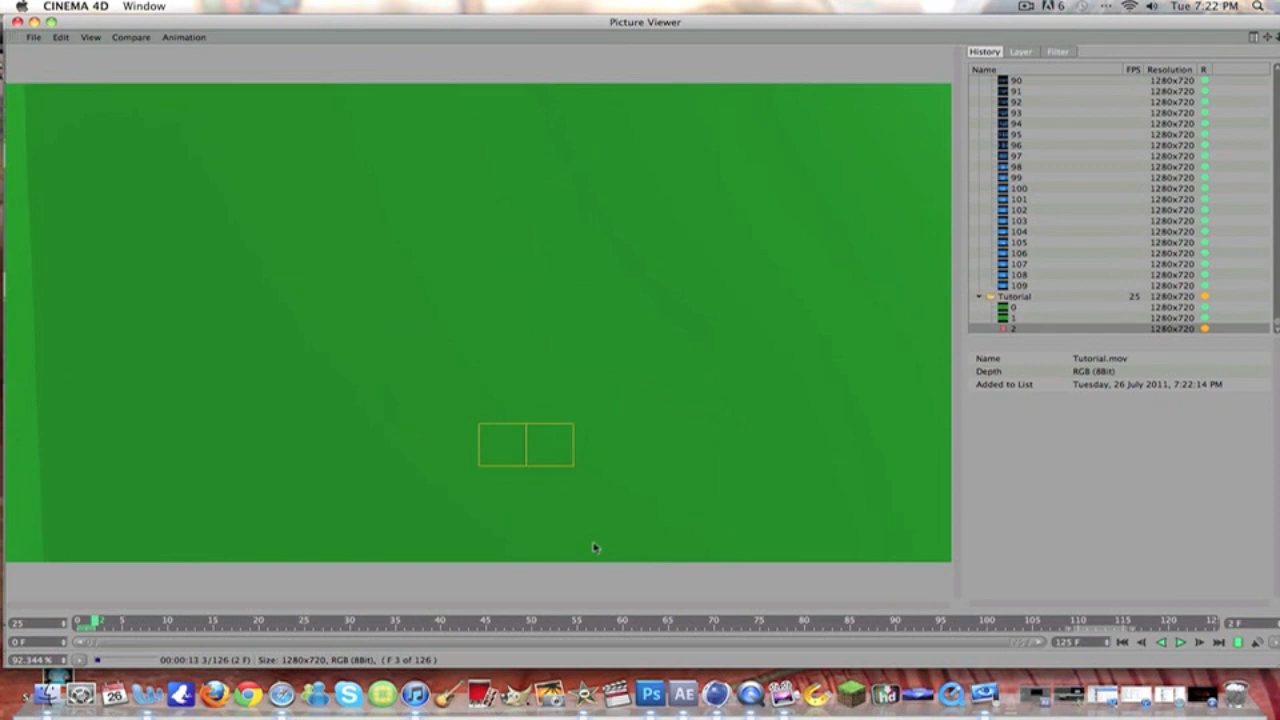 CINEMA 4D Window
6 Tue 7:22 PM
Picture Viewer
File Edit View Compare Animation
History Layer Filter
Name FPS Resolution R
90 1280x720
91 1280x720
92 1280x720
93 1280x720
94 1280x720
95 1280x720
96 1280x720
97 1280x720
98 1280x720
99 1280x720
100 1280x720
101 1280x720
102 1280x720
103 1280x720
104 1280x720
105 1280x720
106 1280x720
107 1280x720
108 1280x720
109 1280x720
Tutorial 25 1280x720
0 1280x720
1 1280x720
2 1280x720
Name Tutorial.mov
Depth RGB (8Bit)
Added to List Tuesday, 26 July 2011, 7:22:14 PM
25 0 2 5 10 15 20 25 30 35 40 45 50 55 60 65 70 75 80 85 90 95 100 105 110 115 120 12 2 F
0 F 125 F
92.344 % 00:00:13 3/126 (2 F) Size: 1280x720, RGB (8Bit), ( F 3 of 126 )
26 Ps AE hd